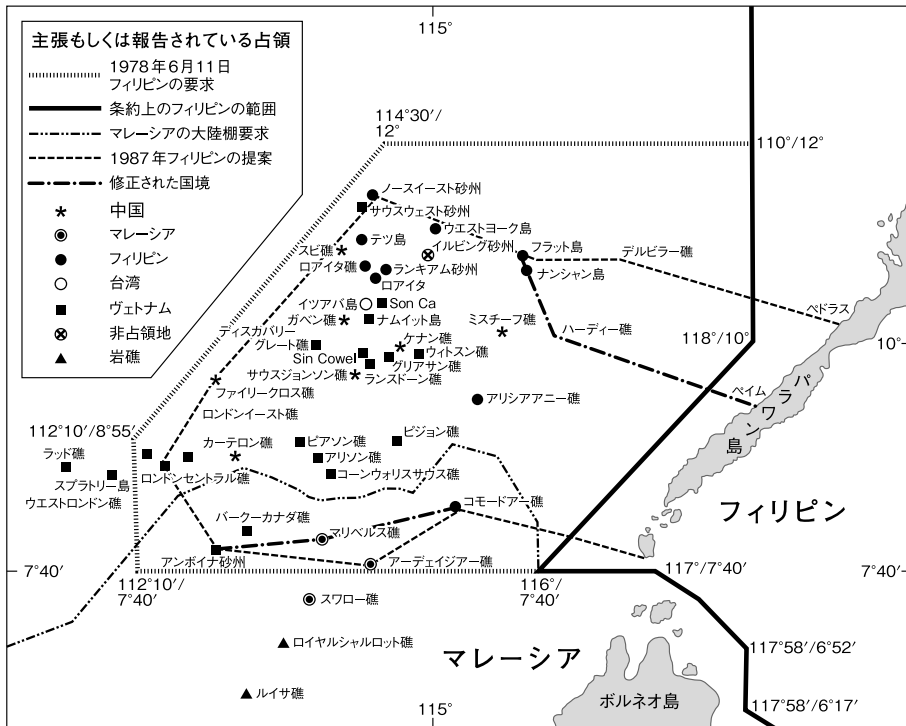 主張もしくは報告されている占領
1978年6月11日
フィリピンの要求
条約上のフィリピンの範囲
マレーシアの大陸棚要求
1987年フィリピンの提案
修正された国境
中国
マレーシア
フィリピン
台湾
ヴェトナム
非占領地
岩礁
115°
114°30′/
12°
110°/12°
ノースイースト砂州
サウスウェスト砂州
ウエストヨーク島
テツ島
スビ礁
イルビング砂州
フラット島
デルビラー礁
ロアイタ礁
ランキアム砂州
ナンシャン島
ロアイタ
イツアバ島
Son Ca
ペドラス
ガベン礁
ナムイット島
ミスチーフ礁
ディスカバリー
グレート礁
ケナン礁
ハーディー礁
118°/10°
10°
Sin Cowel
ウィトスン礁
グリアサン礁
サウスジョンソン礁
ランスドーン礁
ファイリークロス礁
アリシアアニー礁
ペイム
パラワン島
ロンドンイースト礁
112°10′/8°55′
ラッド礁
カーテロン礁
ピアソン礁
ピジョン礁
アリソン礁
スプラトリー島
ロンドンセントラル礁
コーンウォリスサウス礁
ウエストロンドン礁
コモードアー礁
フィリピン
バークーカナダ礁
マリベルス礁
アンボイナ砂州
アーデェイジアー礁
7°40′
112°10′/
7°40′
116°/
7°40′
117°/7°40′
7°40′
スワロー礁
ロイヤルシャルロット礁
マレーシア
117°58′/6°52′
ルイサ礁
ボルネオ島
117°58′/6°17′
115°